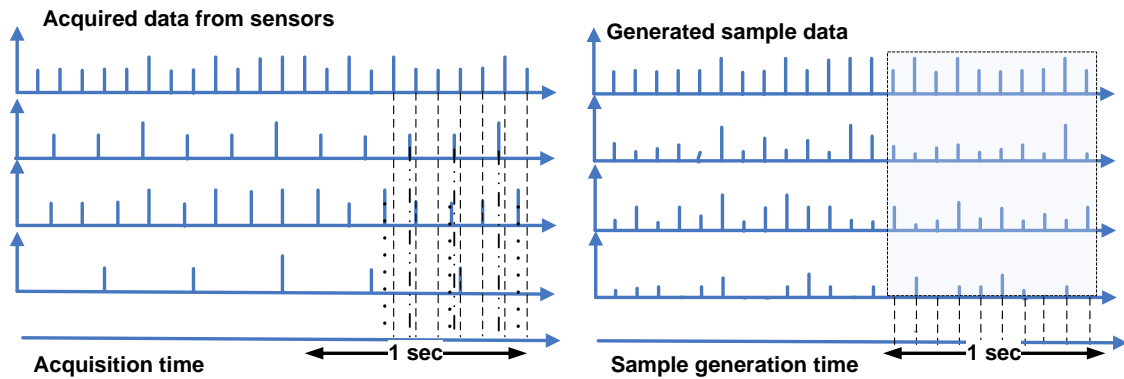 Acquired data from sensors
Generated sample data
1 sec
Acquisition time
1 sec
Sample generation time